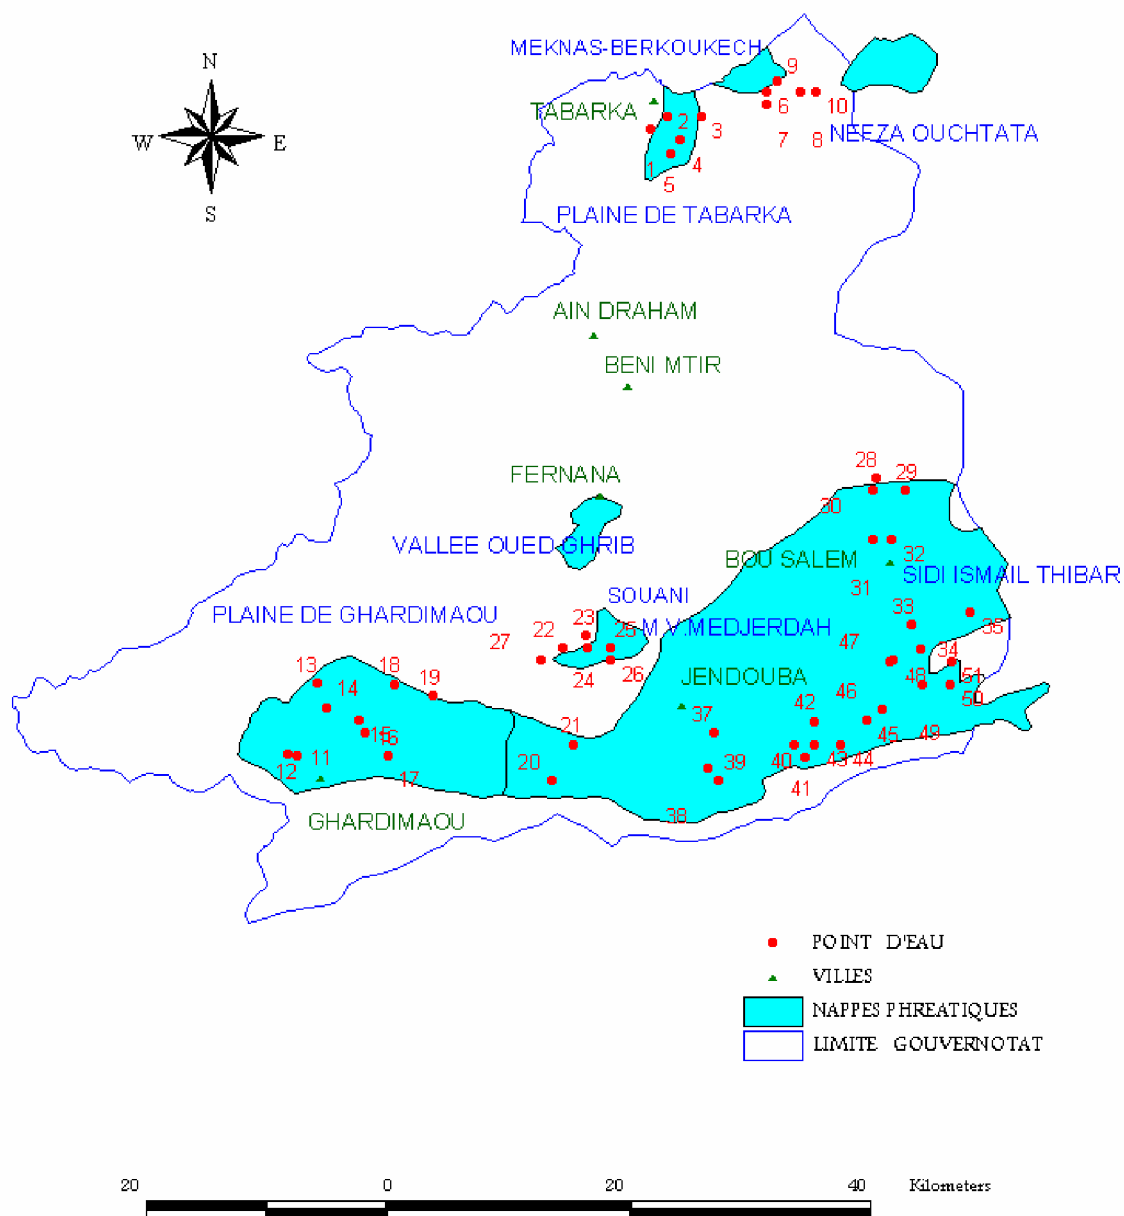 MEKNAS-BERKOUKECH
N
9
TABARKA
6
10
2
3
W
E
7
8
NEFZA OUCHTATA
1
4
5
S
PLAINE DE TABARKA
AIN DRAHAM
BENI MTIR
FERNANA
28
29
30
VALLEE OUED GHRIB
BOU SALEM
32
SIDI ISMAIL THIBAR
31
SOUANI
PLAINE DE GHARDIMAOU
33
35
23
M.V.MEDJERDAH
27
22
25
47
34
13
18
24
26
JENDOUBA
48
51
19
14
46
50
37
42
21
15
16
45
49
12
11
20
39
40
43
44
17
41
38
GHARDIMAOU
POINT D'EAU
VILLES
NAPPES PHREATIQUES
LIMITE GOUVERNOTAT
20
0
20
40
Kilometers